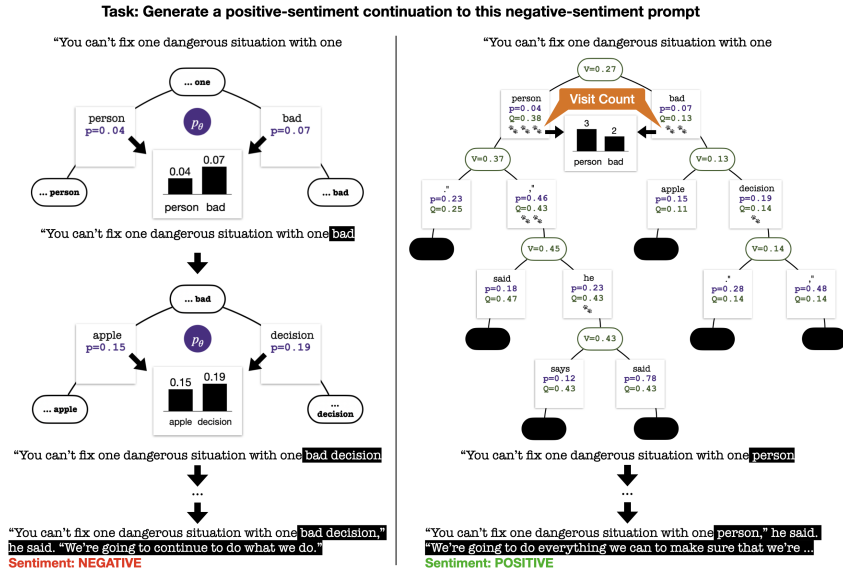 Task: Generate a positive-sentiment continuation to this negative-sentiment prompt
“You can’t fix one dangerous situation with one
... one
person
p=0.04
pθ
bad
p=0.07
0.04
0.07
person bad
... person
... bad
“You can’t fix one dangerous situation with one bad
... bad
apple
p=0.15
pθ
decision
p=0.19
0.15
0.19
apple decision
... apple
...
decision
“You can’t fix one dangerous situation with one bad decision
...
“You can’t fix one dangerous situation with one bad decision,”
he said. “We’re going to continue to do what we do.”
Sentiment: NEGATIVE
“You can’t fix one dangerous situation with one
V=0.27
person
p=0.04
Q=0.38
Visit Count
bad
p=0.07
Q=0.13
3
2
person bad
V=0.37
V=0.13
."
p=0.23
Q=0.25
,"
p=0.46
Q=0.43
apple
p=0.15
Q=0.11
decision
p=0.19
Q=0.14
V=0.45
V=0.14
said
p=0.18
Q=0.47
he
p=0.23
Q=0.43
."
p=0.28
Q=0.14
,"
p=0.48
Q=0.14
V=0.43
says
p=0.12
Q=0.43
said
p=0.78
Q=0.43
“You can’t fix one dangerous situation with one person
...
“You can’t fix one dangerous situation with one person,” he said.
“We’re going to do everything we can to make sure that we’re ...
Sentiment: POSITIVE